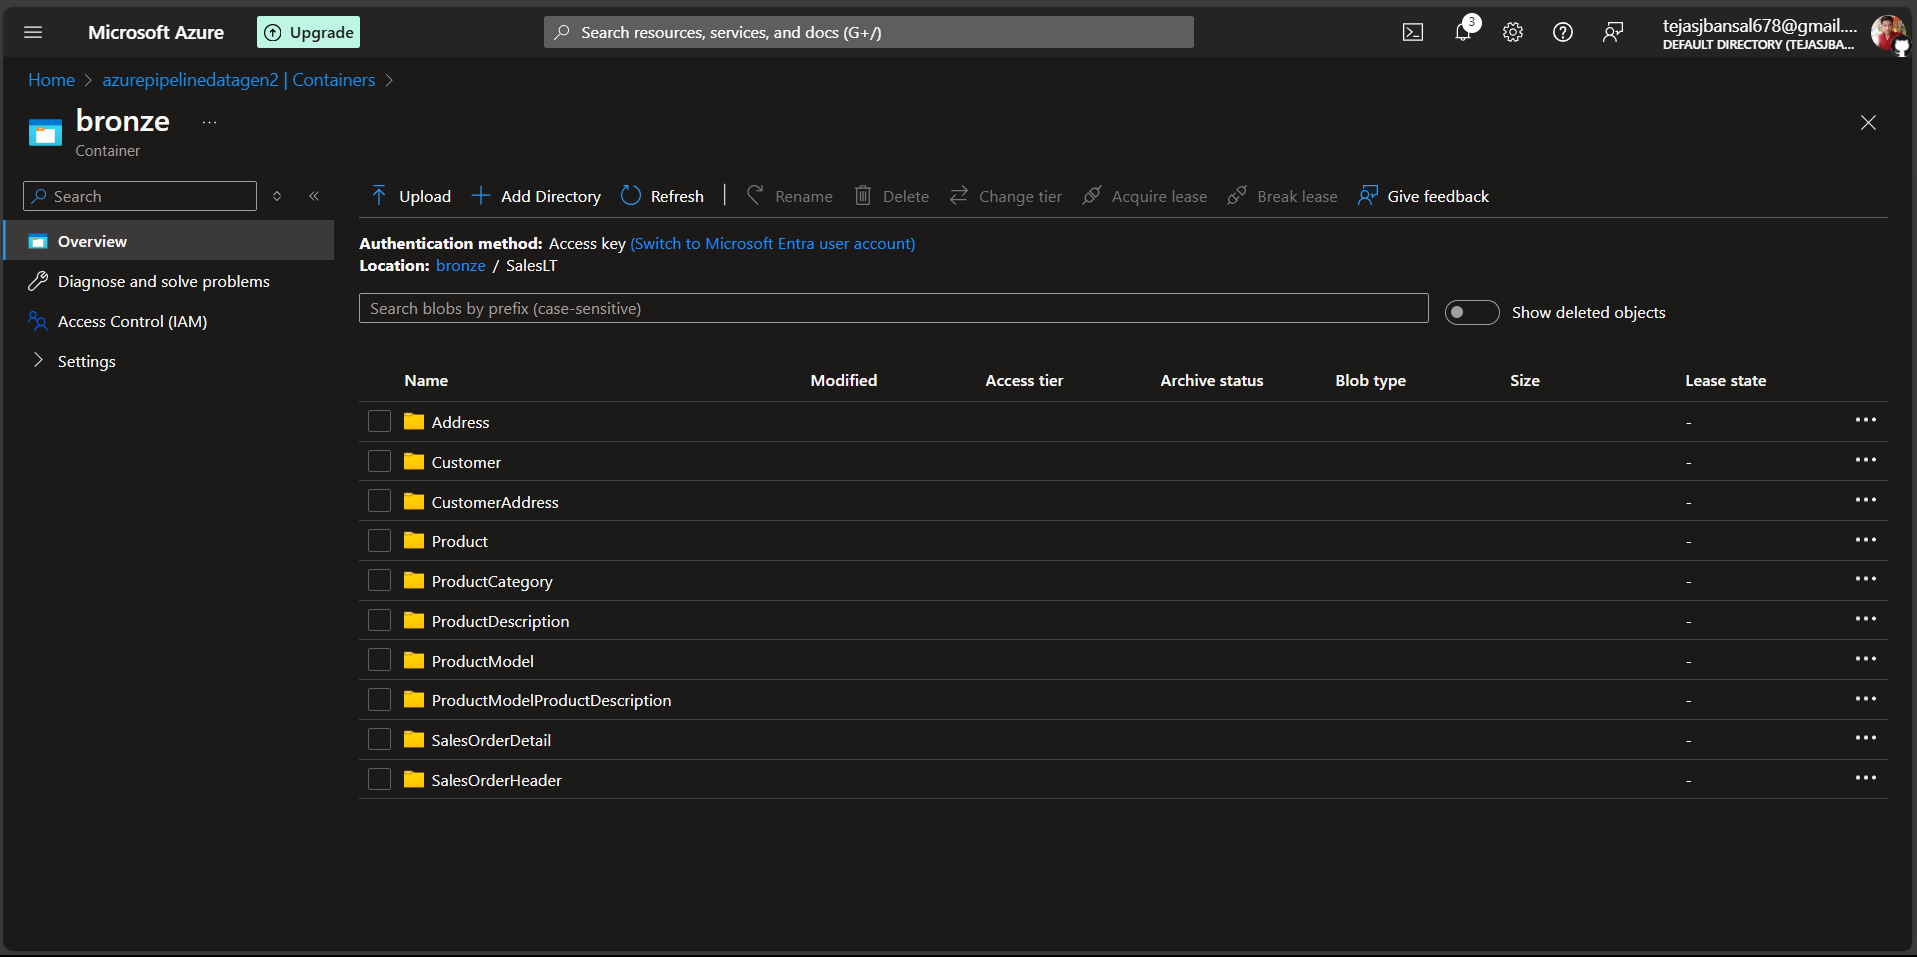 Microsoft Azure
Upgrade
Search resources, services, and docs (G+/)
3
tejasjbansal678@gmail....
DEFAULT DIRECTORY (TEJASJBA...
Home > azurepipelinedatagen2 | Containers >
bronze ...
Container
Search
Upload Add Directory Refresh | Rename Delete Change tier Acquire lease Break lease Give feedback
Overview
Diagnose and solve problems
Access Control (IAM)
Settings
Authentication method: Access key (Switch to Microsoft Entra user account)
Location: bronze / SalesLT
Search blobs by prefix (case-sensitive)
Show deleted objects
Name Modified Access tier Archive status Blob type Size Lease state
Address - ...
Customer - ...
CustomerAddress - ...
Product - ...
ProductCategory - ...
ProductDescription - ...
ProductModel - ...
ProductModelProductDescription - ...
SalesOrderDetail - ...
SalesOrderHeader - ...